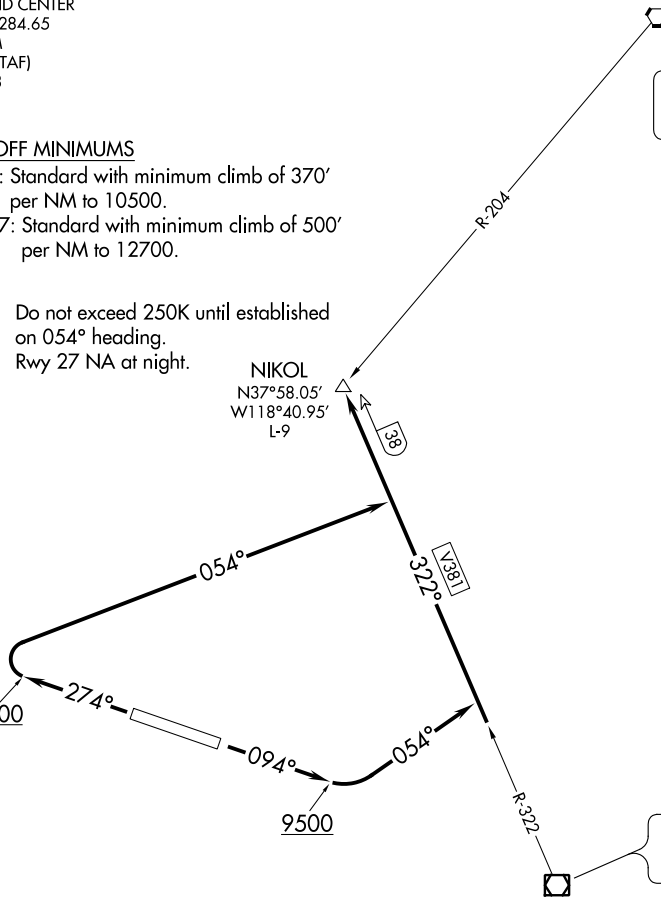 CENTER
284.65
TAF)
OFF MINIMUMS
: Standard with minimum climb of 370′
per NM to 10500.
7: Standard with minimum climb of 500′
per NM to 12700.
Do not exceed 250K until established
on 054° heading.
Rwy 27 NA at night.
NIKOL
N37°58.05′
W118°40.95′
L-9
R-204
38
054°
V381
322°
274°
00
094°
054°
9500
R-322